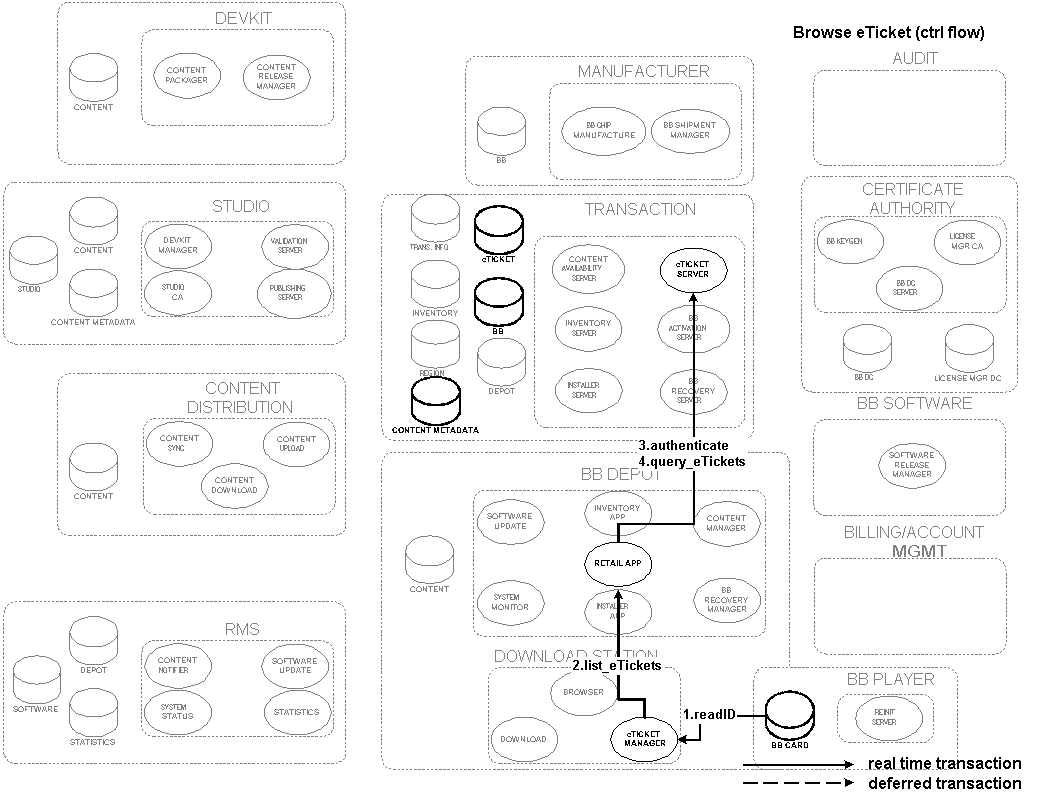 Browse eTicket (ctrl flow)
DEVKIT
CONTENT
PACKAGER
CONTENT
RELEASE
MANAGER
CONTENT
MANUFACTURER
BB CHIP
MANUFACTURE
BB SHIPMENT
MANAGER
BB
AUDIT
STUDIO
CONTENT
DEVKIT
MANAGER
VALIDATION
SERVER
STUDIO
STUDIO
CA
PUBLISHING
SERVER
CONTENT METADATA
TRANSACTION
TRANS. INFO
eTICKET
CONTENT
AVAILABILITY
SERVER
eTICKET
SERVER
INVENTORY
BB
INVENTORY
SERVER
BB
ACTIVATION
SERVER
REGION
DEPOT
INSTALLER
SERVER
BB
RECOVERY
SERVER
CONTENT METADATA
CERTIFICATE
AUTHORITY
BB KEYGEN
LICENSE
MGR CA
BB DC
SERVER
BB DC
LICENSE MGR DC
CONTENT
DISTRIBUTION
CONTENT
SYNC
CONTENT
UPLOAD
CONTENT
DOWNLOAD
CONTENT
3.authenticate
4.query_eTickets
BB DEPOT
SOFTWARE
UPDATE
INVENTORY
APP
CONTENT
MANAGER
RETAIL APP
CONTENT
SYSTEM
MONITOR
INSTALLER
APP
BB
RECOVERY
MANAGER
BB SOFTWARE
SOFTWARE
RELEASE
MANAGER
BILLING/ACCOUNT
MGMT
RMS
DEPOT
CONTENT
NOTIFIER
SOFTWARE
UPDATE
SOFTWARE
SYSTEM
STATUS
STATISTICS
STATISTICS
DOWNLOAD STATION
2.list_eTickets
BROWSER
DOWNLOAD
eTICKET
MANAGER
1.readID
BB PLAYER
BB CARD
REINIT
SERVER
real time transaction
deferred transaction